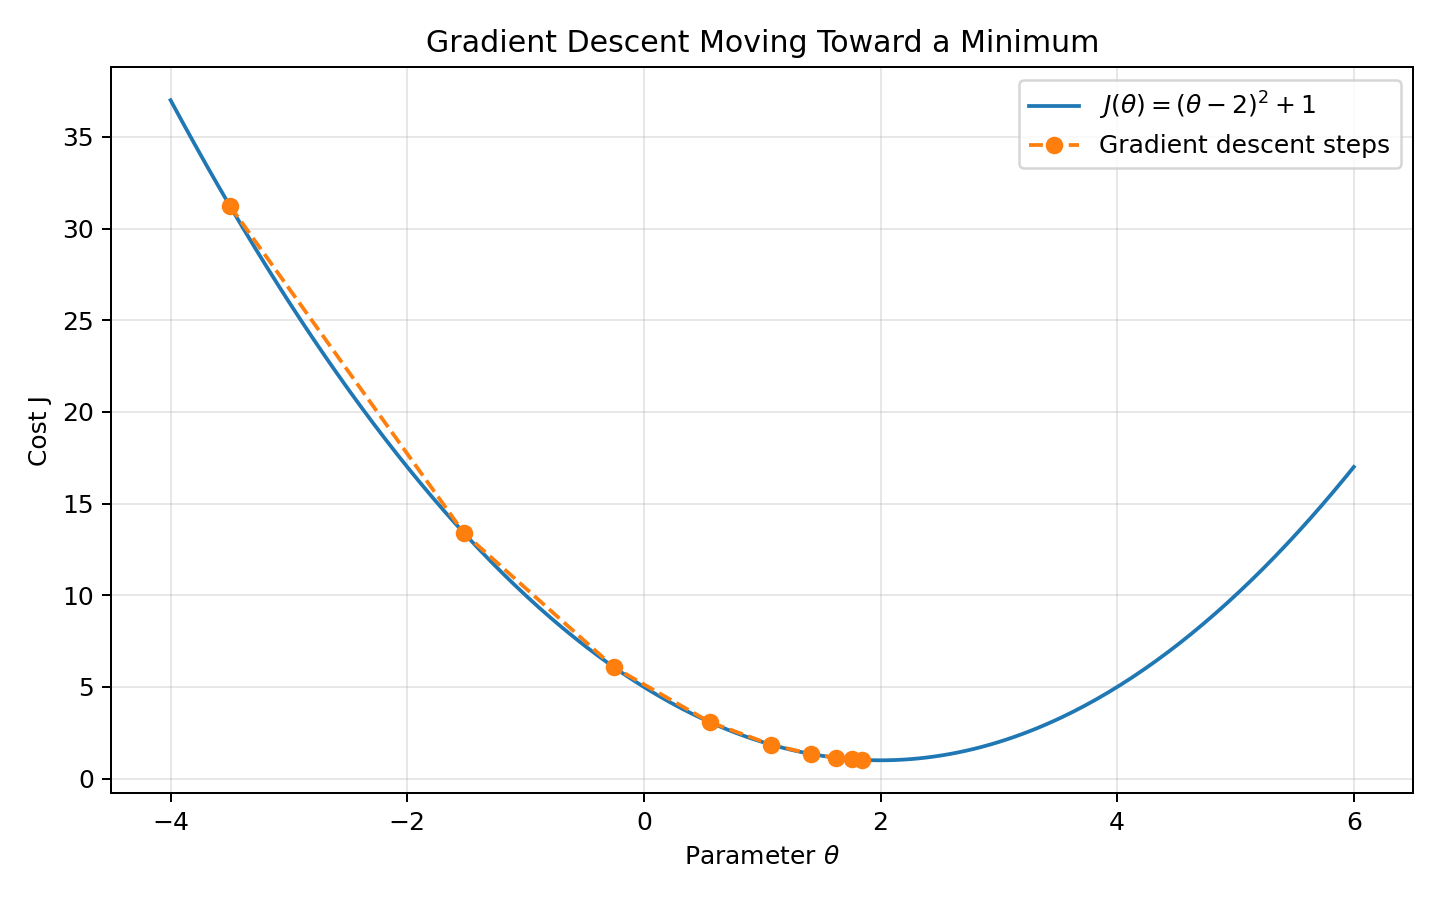 Gradient Descent Moving Toward a Minimum
J(θ) = (θ − 2)² + 1
Gradient descent steps
35
30
25
20
15
10
5
0
Cost J
−4 −2 0 2 4 6
Parameter θ